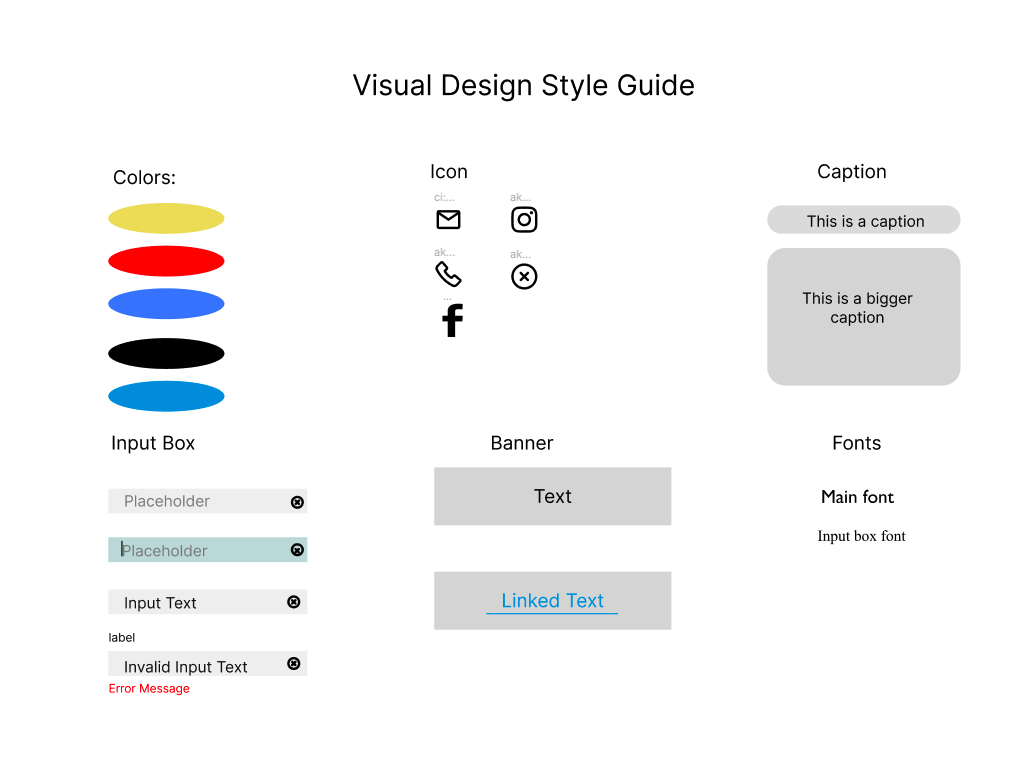 Visual Design Style Guide
Colors:
Icon
ci:...
ak...
ak...
ak...
...
Caption
This is a caption
This is a bigger
caption
Input Box
Placeholder
Placeholder
Input Text
label
Invalid Input Text
Error Message
Banner
Text
Linked Text
Fonts
Main font
Input box font